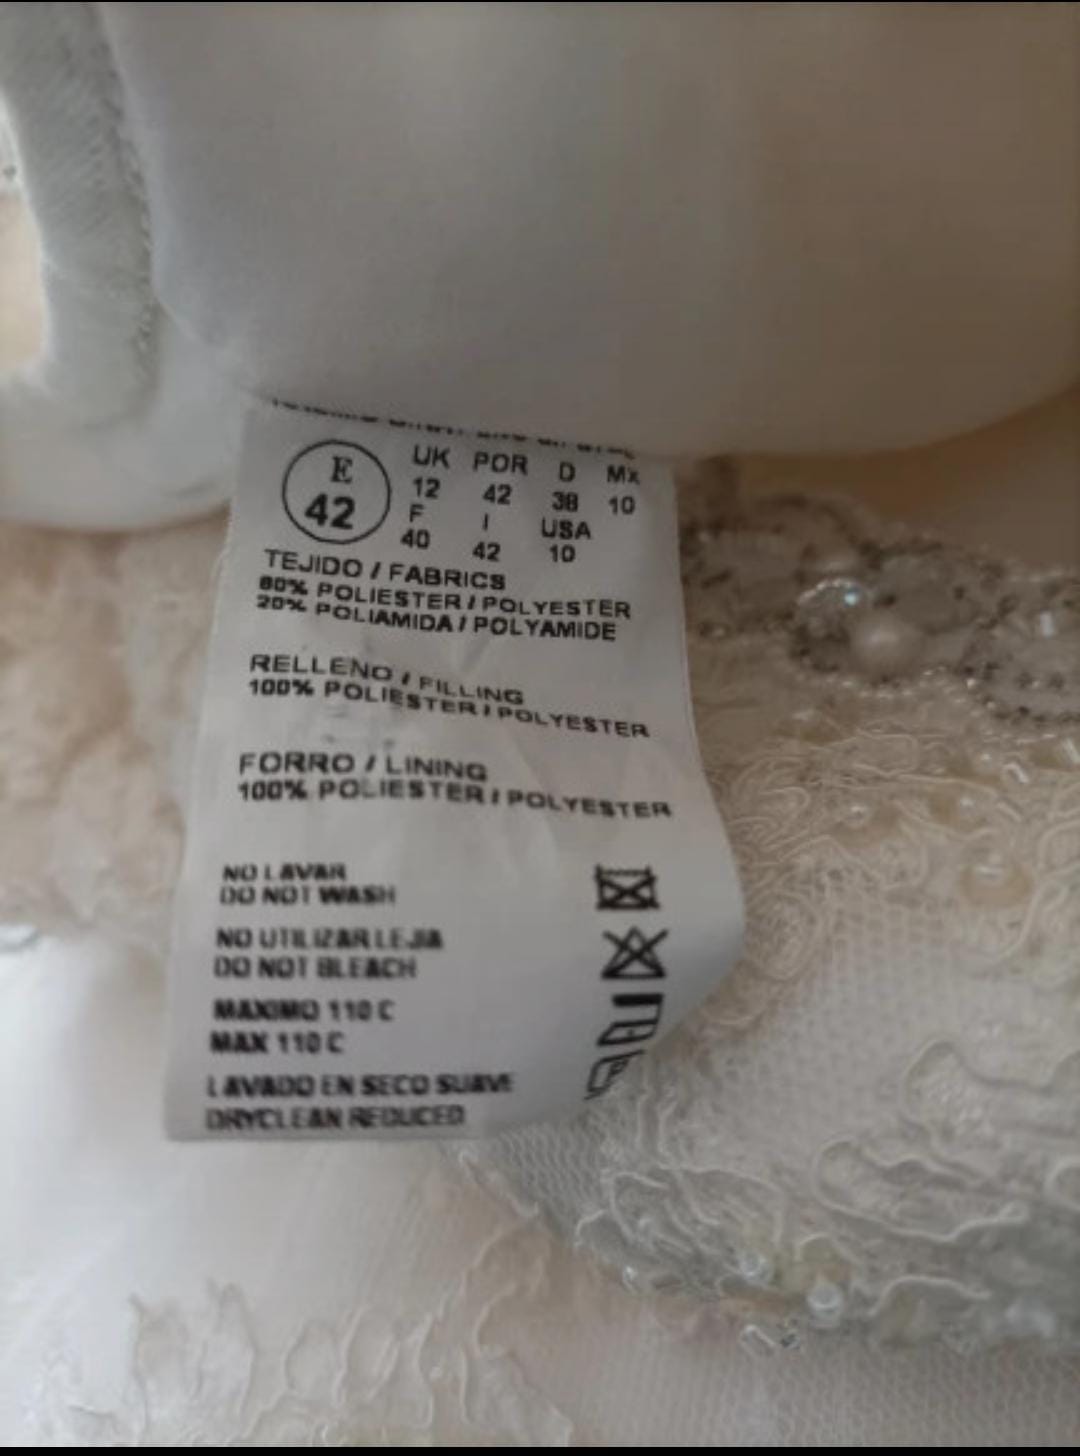 E
42
UK POR D Mx
12 42 38 10
F I USA
40 42 10
TEJIDO / FABRICS
80% POLIESTER / POLYESTER
20% POLIAMIDA / POLYAMIDE
RELLENO / FILLING
100% POLIESTER / POLYESTER
FORRO / LINING
100% POLIESTER / POLYESTER
NO LAVAR
DO NOT WASH
NO UTILIZAR LEJIA
DO NOT BLEACH
MAXIMO 110 C
MAX 110 C
LAVADO EN SECO SUAVE
DRYCLEAN REDUCED